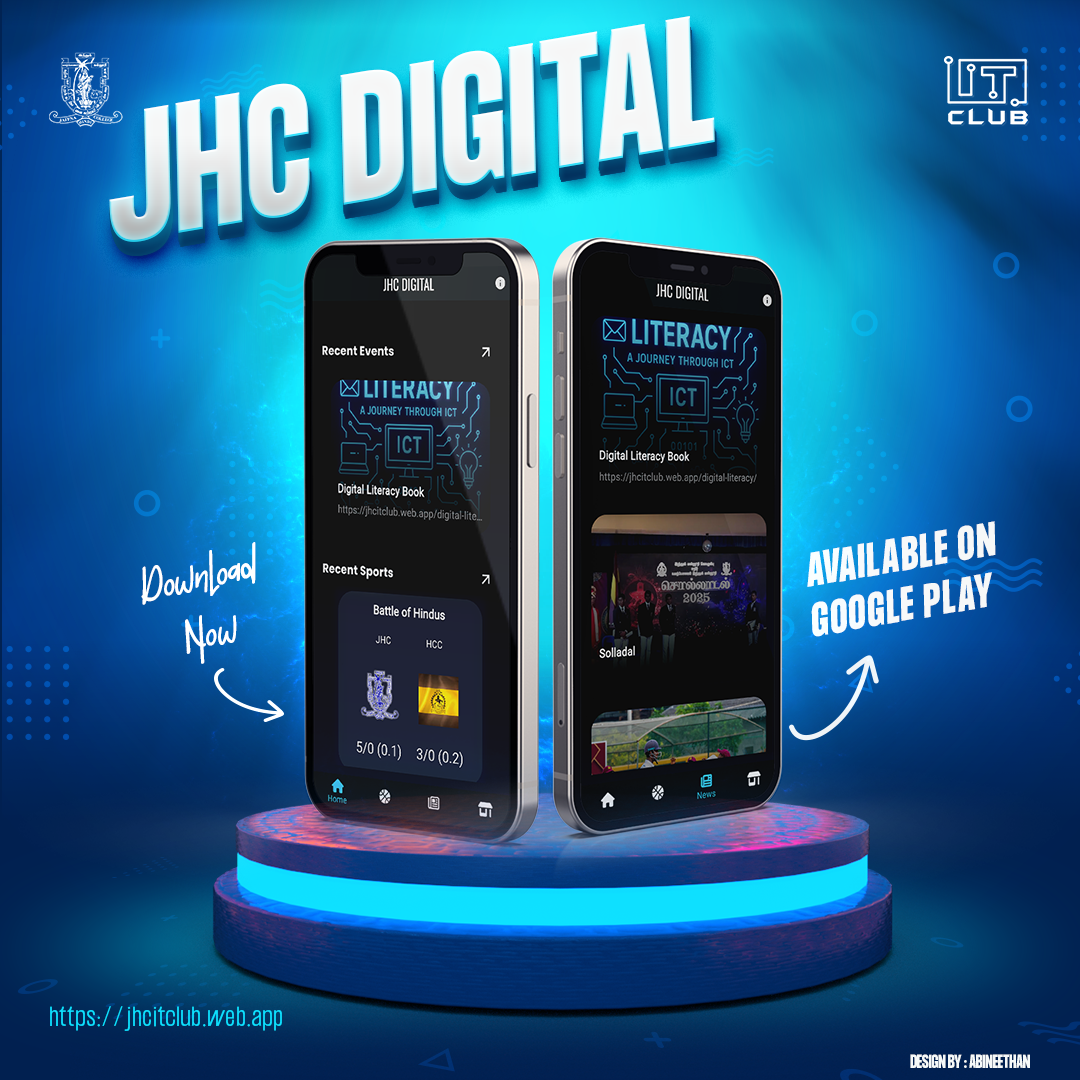 JHC DIGITAL
IT
CLUB
JHC DIGITAL
Recent Events
LITERACY
A JOURNEY THROUGH ICT
ICT
Digital Literacy Book
https://jhcitclub.web.app/digital-lite...
Recent Sports
Battle of Hindus
JHC
HCC
5/0 (0.1)
3/0 (0.2)
Home
JHC DIGITAL
LITERACY
A JOURNEY THROUGH ICT
ICT
Digital Literacy Book
https://jhcitclub.web.app/digital-literacy/
சொல்லாடல்
2025
Solladal
News
Download
Now
AVAILABLE ON
GOOGLE PLAY
https://jhcitclub.web.app
DESIGN BY : ABINEETHAN